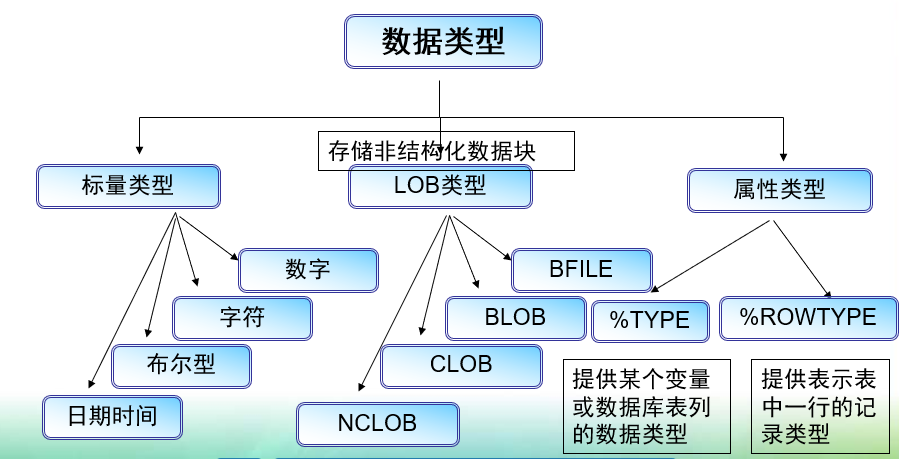 数据类型
存储非结构化数据块
标量类型
LOB类型
属性类型
数字
字符
布尔型
日期时间
BFILE
BLOB
CLOB
NCLOB
%TYPE
%ROWTYPE
提供某个变量
或数据库表列
的数据类型
提供表示表
中一行的记
录类型